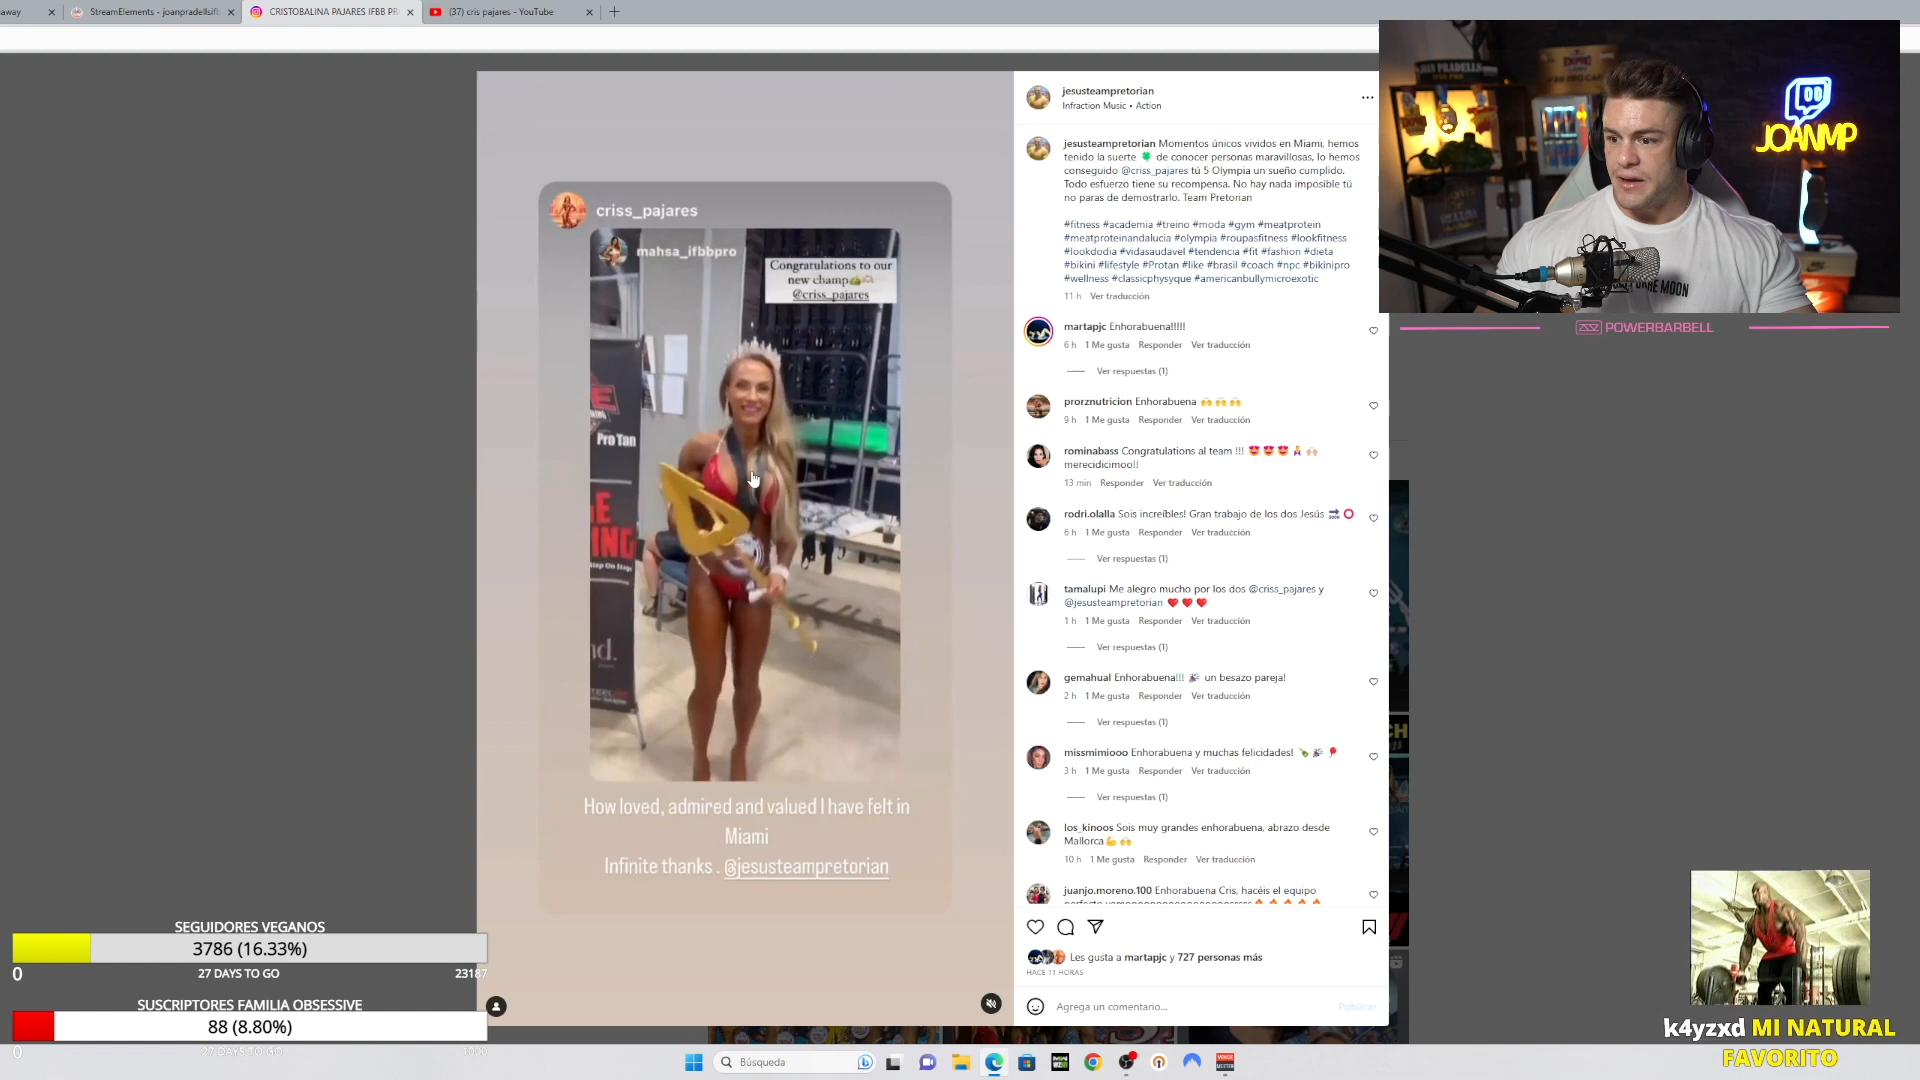 away
StreamElements - joanpradellsifb
CRISTOBALINA PAJARES IFBB PR
(37) cris pajares - YouTube
JOANMP
POWERBARBELL
criss_pajares
mahsa_ifbbpro
Congratulations to our
new champ
@criss_pajares
Pro Tan
How loved, admired and valued I have felt in
Miami
Infinite thanks . @jesusteampretorian
jesusteampretorian
Infraction Music • Action
jesusteampretorian Momentos únicos vividos en Miami, hemos
tenido la suerte 🍀 de conocer personas maravillosas, lo hemos
conseguido @criss_pajares tú 5 Olympia un sueño cumplido.
Todo esfuerzo tiene su recompensa. No hay nada imposible tú
no paras de demostrarlo. Team Pretorian
#fitness #academia #treino #moda #gym #meatprotein
#meatproteinandalucia #olympia #roupasfitness #lookfitness
#lookdodia #vidasaudavel #tendencia #fit #fashion #dieta
#bikini #lifestyle #Protan #like #brasil #coach #npc #bikinipro
#wellness #classicphysyque #americanbullymicroexotic
11 h Ver traducción
martapjc Enhorabuena!!!!!
6 h 1 Me gusta Responder Ver traducción
Ver respuestas (1)
prorznutricion Enhorabuena 🙌🙌🙌
9 h 1 Me gusta Responder Ver traducción
rominabass Congratulations al team !!! 😍😍😍
merecidicimoo!!
13 min Responder Ver traducción
rodri.olalla Sois increíbles! Gran trabajo de los dos Jesús 🔜⭕
6 h 1 Me gusta Responder Ver traducción
Ver respuestas (1)
tamalupi Me alegro mucho por los dos @criss_pajares y
@jesusteampretorian ❤️❤️❤️
1 h 1 Me gusta Responder Ver traducción
Ver respuestas (1)
gemahual Enhorabuena!!! 🎉 un besazo pareja!
2 h 1 Me gusta Responder Ver traducción
Ver respuestas (1)
missmimiooo Enhorabuena y muchas felicidades! 🍾🎉🎈
3 h 1 Me gusta Responder Ver traducción
Ver respuestas (1)
los_kinoos Sois muy grandes enhorabuena, abrazo desde
Mallorca💪🙌
10 h 1 Me gusta Responder Ver traducción
juanjo.moreno.100 Enhorabuena Cris, hacéis el equipo
Les gusta a martapjc y 727 personas más
HACE 11 HORAS
Agrega un comentario...
Publicar
SEGUIDORES VEGANOS
3786 (16.33%)
0 27 DAYS TO GO 23187
SUSCRIPTORES FAMILIA OBSESSIVE
88 (8.80%)
0 27 DAYS TO GO 1000
k4yzxd MI NATURAL
FAVORITO
Búsqueda